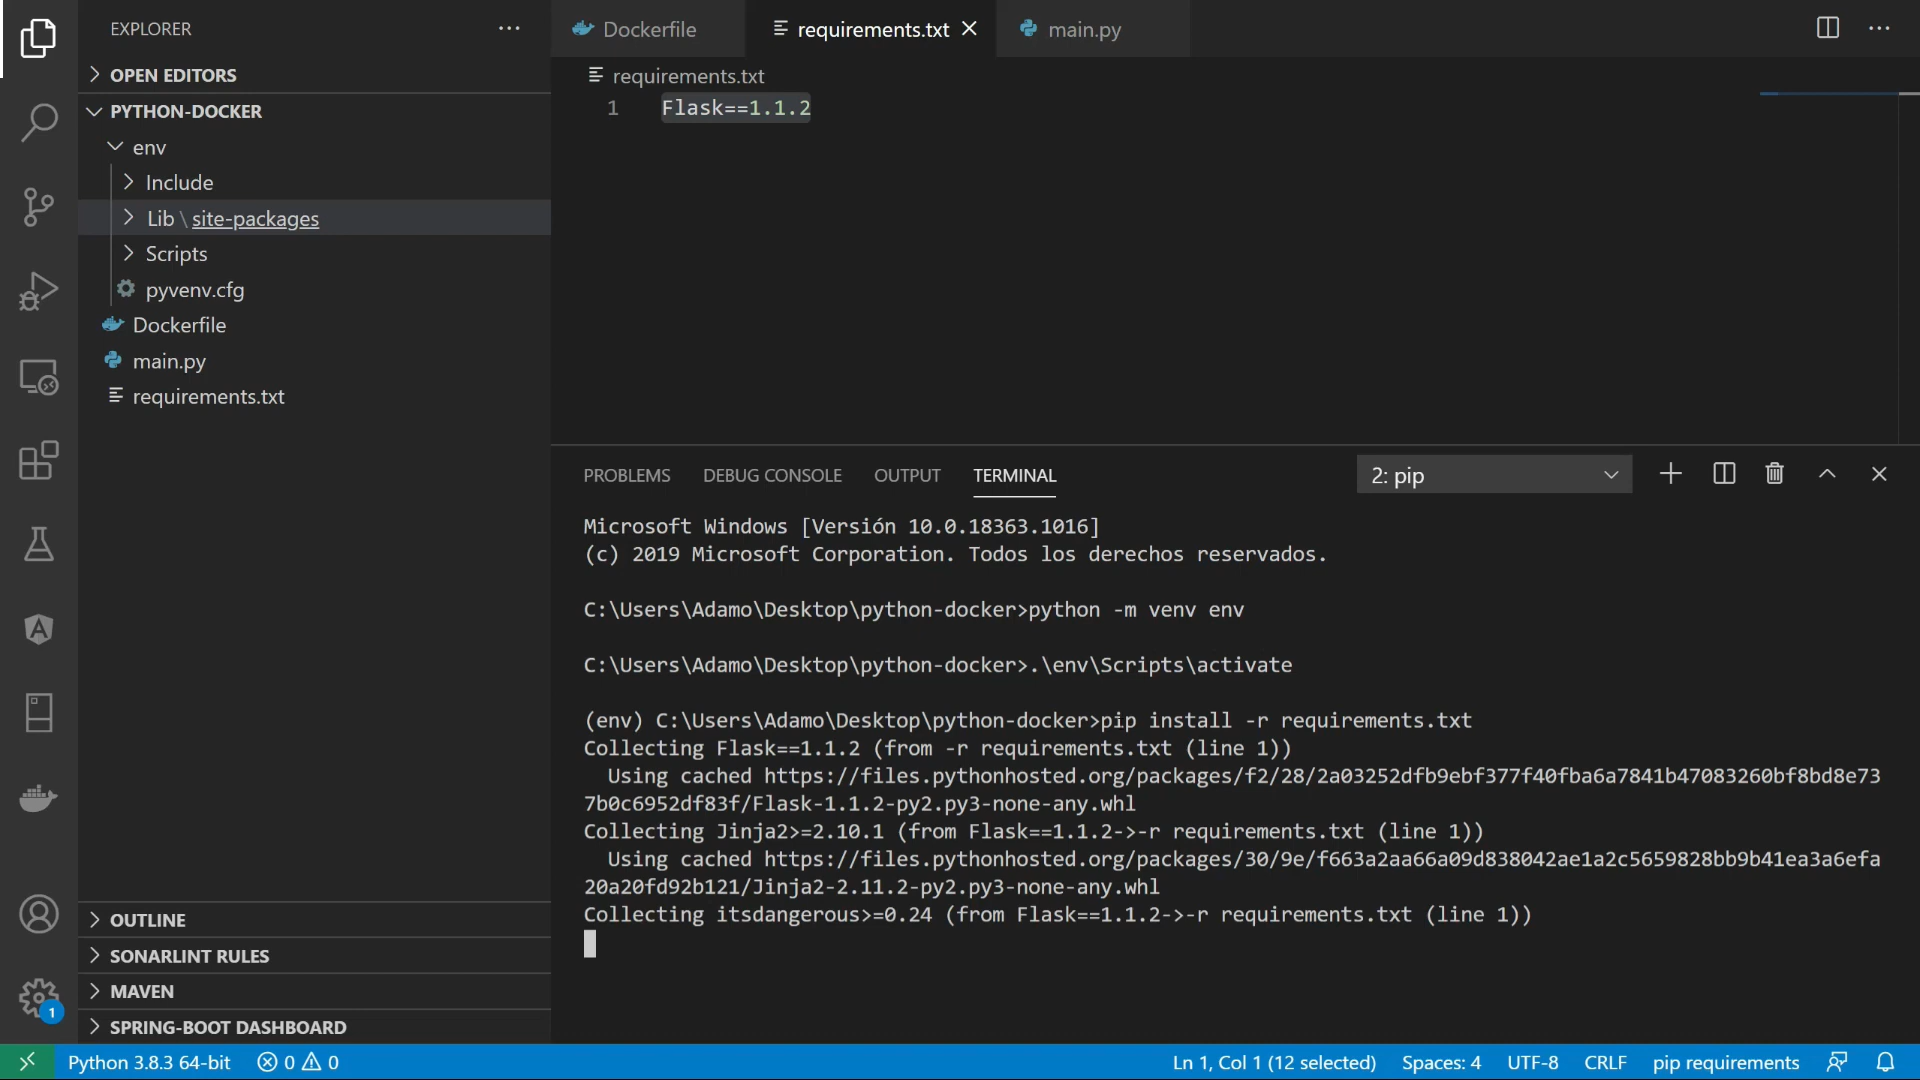 EXPLORER
OPEN EDITORS
PYTHON-DOCKER
env
Include
Lib \ site-packages
Scripts
pyvenv.cfg
Dockerfile
main.py
requirements.txt
OUTLINE
SONARLINT RULES
MAVEN
SPRING-BOOT DASHBOARD
Dockerfile requirements.txt main.py
requirements.txt
1 Flask==1.1.2
PROBLEMS DEBUG CONSOLE OUTPUT TERMINAL 2: pip
Microsoft Windows [Versión 10.0.18363.1016]
(c) 2019 Microsoft Corporation. Todos los derechos reservados.
C:\Users\Adamo\Desktop\python-docker>python -m venv env
C:\Users\Adamo\Desktop\python-docker>.\env\Scripts\activate
(env) C:\Users\Adamo\Desktop\python-docker>pip install -r requirements.txt
Collecting Flask==1.1.2 (from -r requirements.txt (line 1))
Using cached https://files.pythonhosted.org/packages/f2/28/2a03252dfb9ebf377f40fba6a7841b47083260bf8bd8e73
7b0c6952df83f/Flask-1.1.2-py2.py3-none-any.whl
Collecting Jinja2>=2.10.1 (from Flask==1.1.2->-r requirements.txt (line 1))
Using cached https://files.pythonhosted.org/packages/30/9e/f663a2aa66a09d838042ae1a2c5659828bb9b41ea3a6efa
20a20fd92b121/Jinja2-2.11.2-py2.py3-none-any.whl
Collecting itsdangerous>=0.24 (from Flask==1.1.2->-r requirements.txt (line 1))
1
Python 3.8.3 64-bit 0 0 Ln 1, Col 1 (12 selected) Spaces: 4 UTF-8 CRLF pip requirements